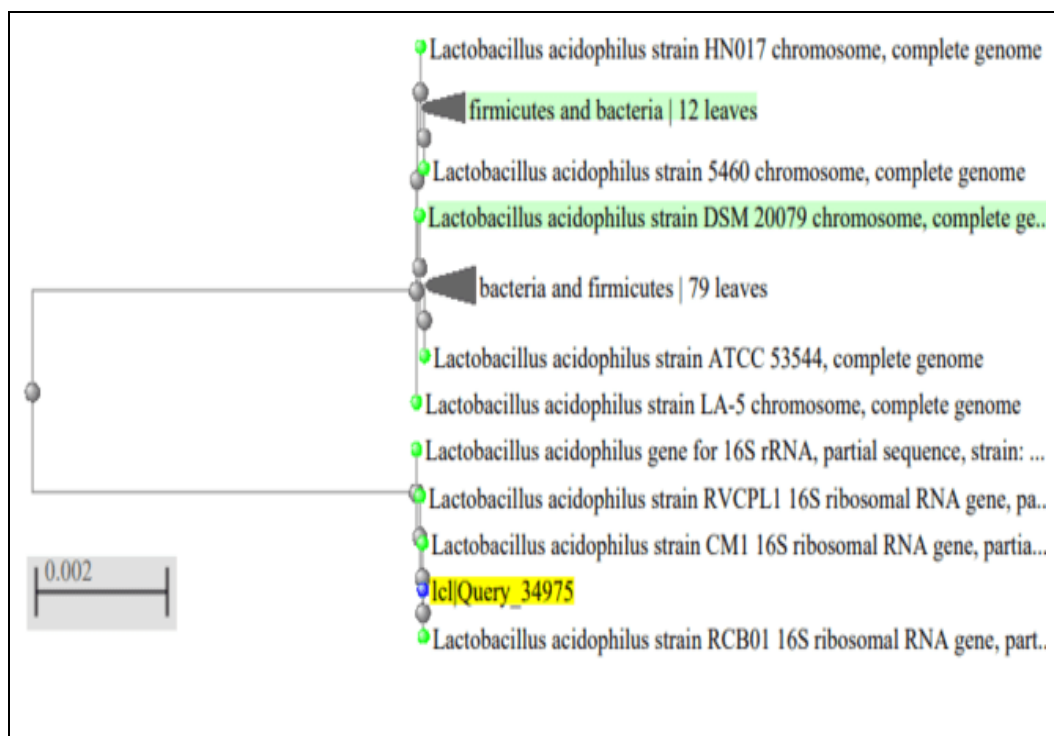 Lactobacillus acidophilus strain HN017 chromosome, complete genome
firmicutes and bacteria | 12 leaves
Lactobacillus acidophilus strain 5460 chromosome, complete genome
Lactobacillus acidophilus strain DSM 20079 chromosome, complete ge...
bacteria and firmicutes | 79 leaves
Lactobacillus acidophilus strain ATCC 53544, complete genome
Lactobacillus acidophilus strain LA-5 chromosome, complete genome
Lactobacillus acidophilus gene for 16S rRNA, partial sequence, strain: ...
Lactobacillus acidophilus strain RVCPL1 16S ribosomal RNA gene, pa...
Lactobacillus acidophilus strain CM1 16S ribosomal RNA gene, partia...
0.002
lcl|Query_34975
Lactobacillus acidophilus strain RCB01 16S ribosomal RNA gene, part...